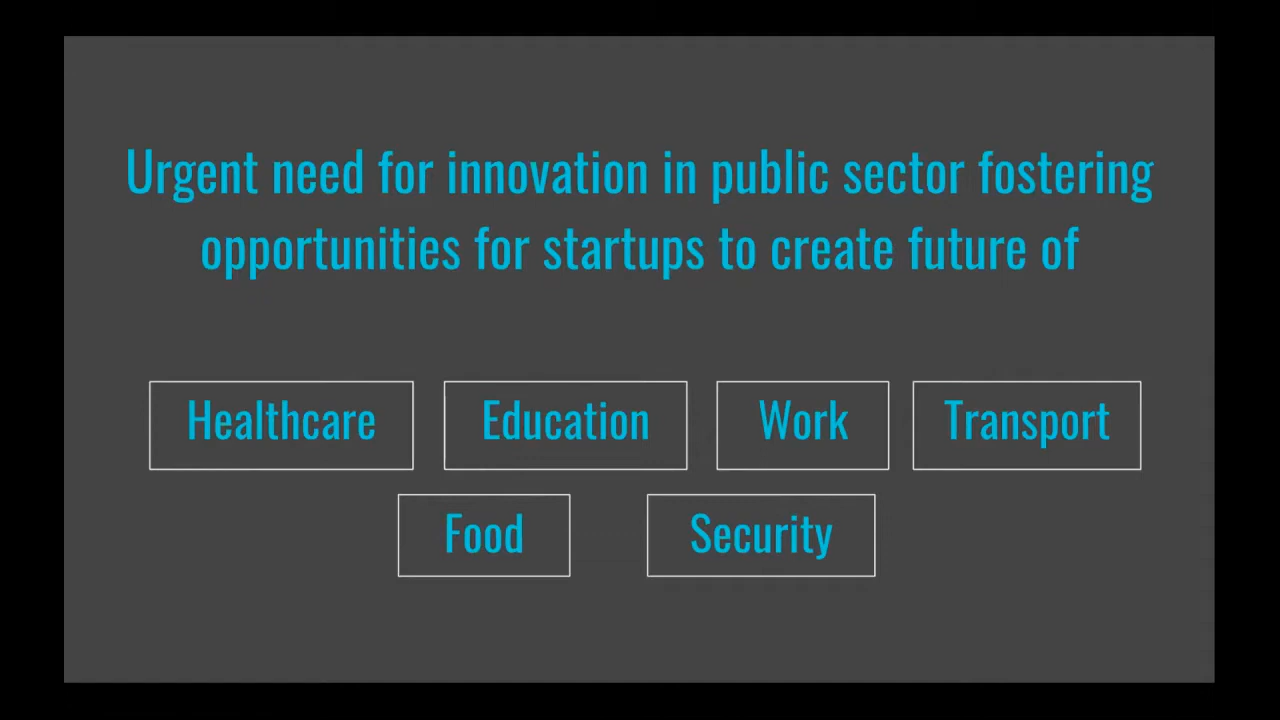 Urgent need for innovation in public sector fostering
opportunities for startups to create future of
Healthcare
Education
Work
Transport
Food
Security